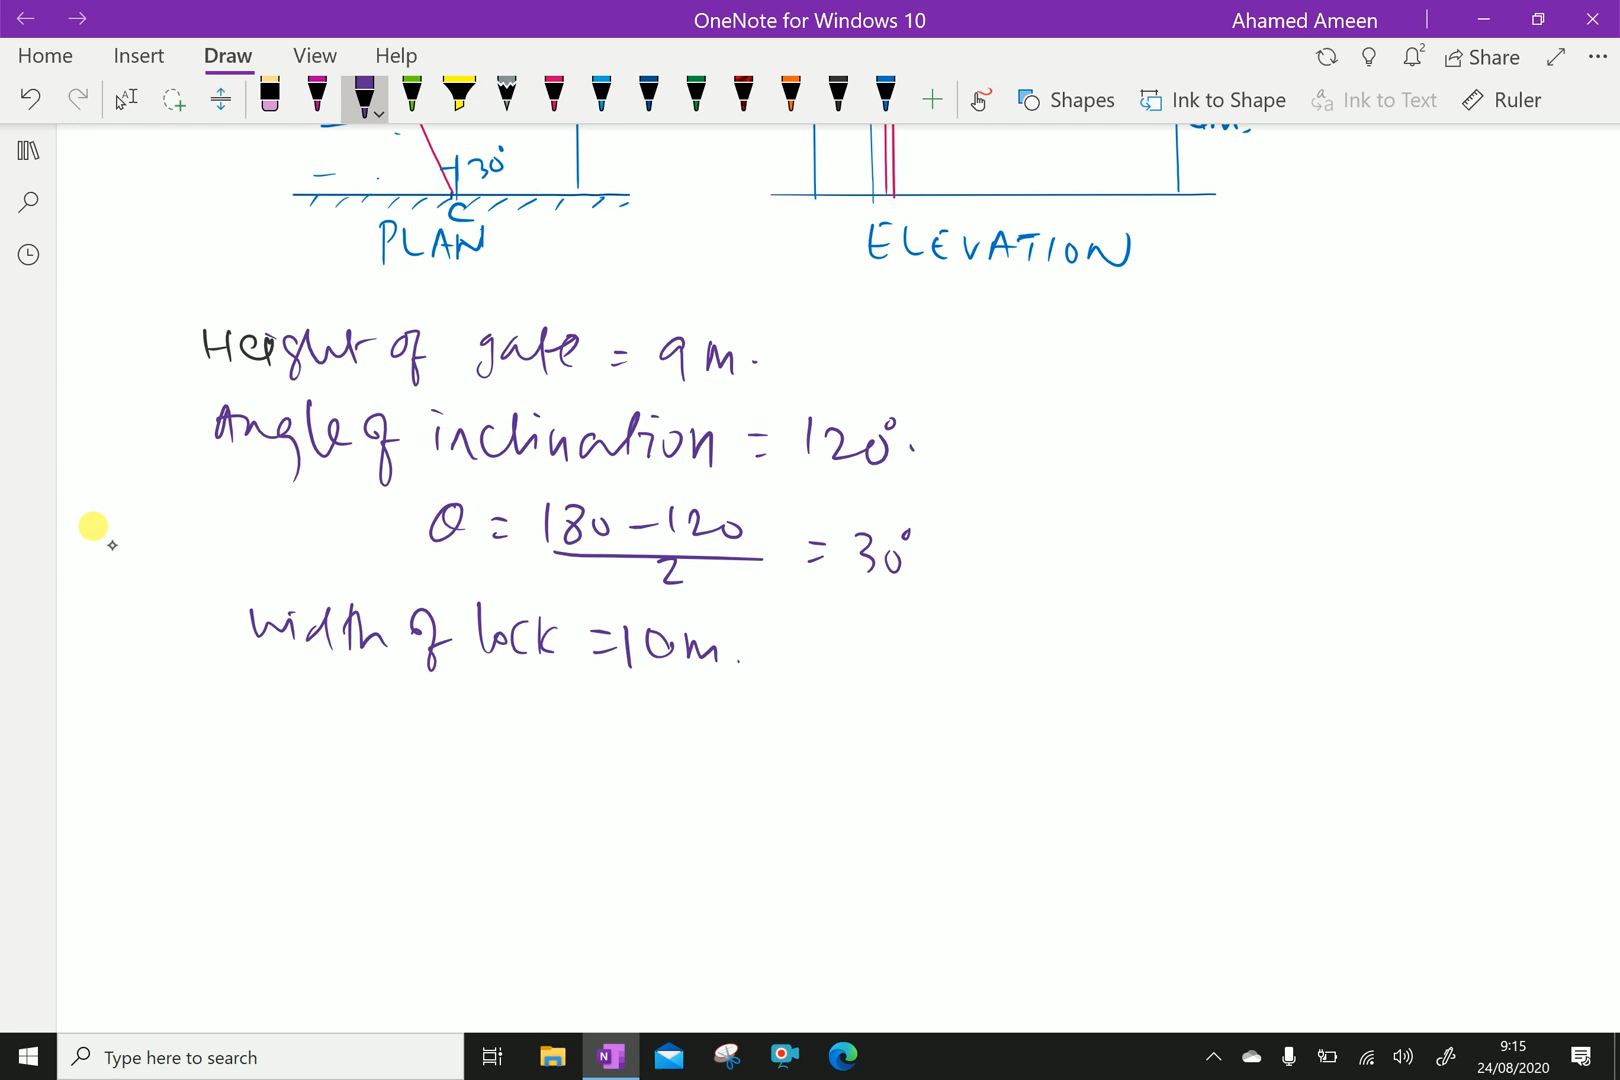 OneNote for Windows 10
Ahamed Ameen
Home Insert Draw View Help
2 Share
Shapes Ink to Shape Ink to Text Ruler
30°
C
PLAN
ELEVATION
Height of gate = 9 m.
Angle of inclination = 120°.
θ = 180 - 120 / 2 = 30°
Width of lock = 10m.
Type here to search
9:15
24/08/2020